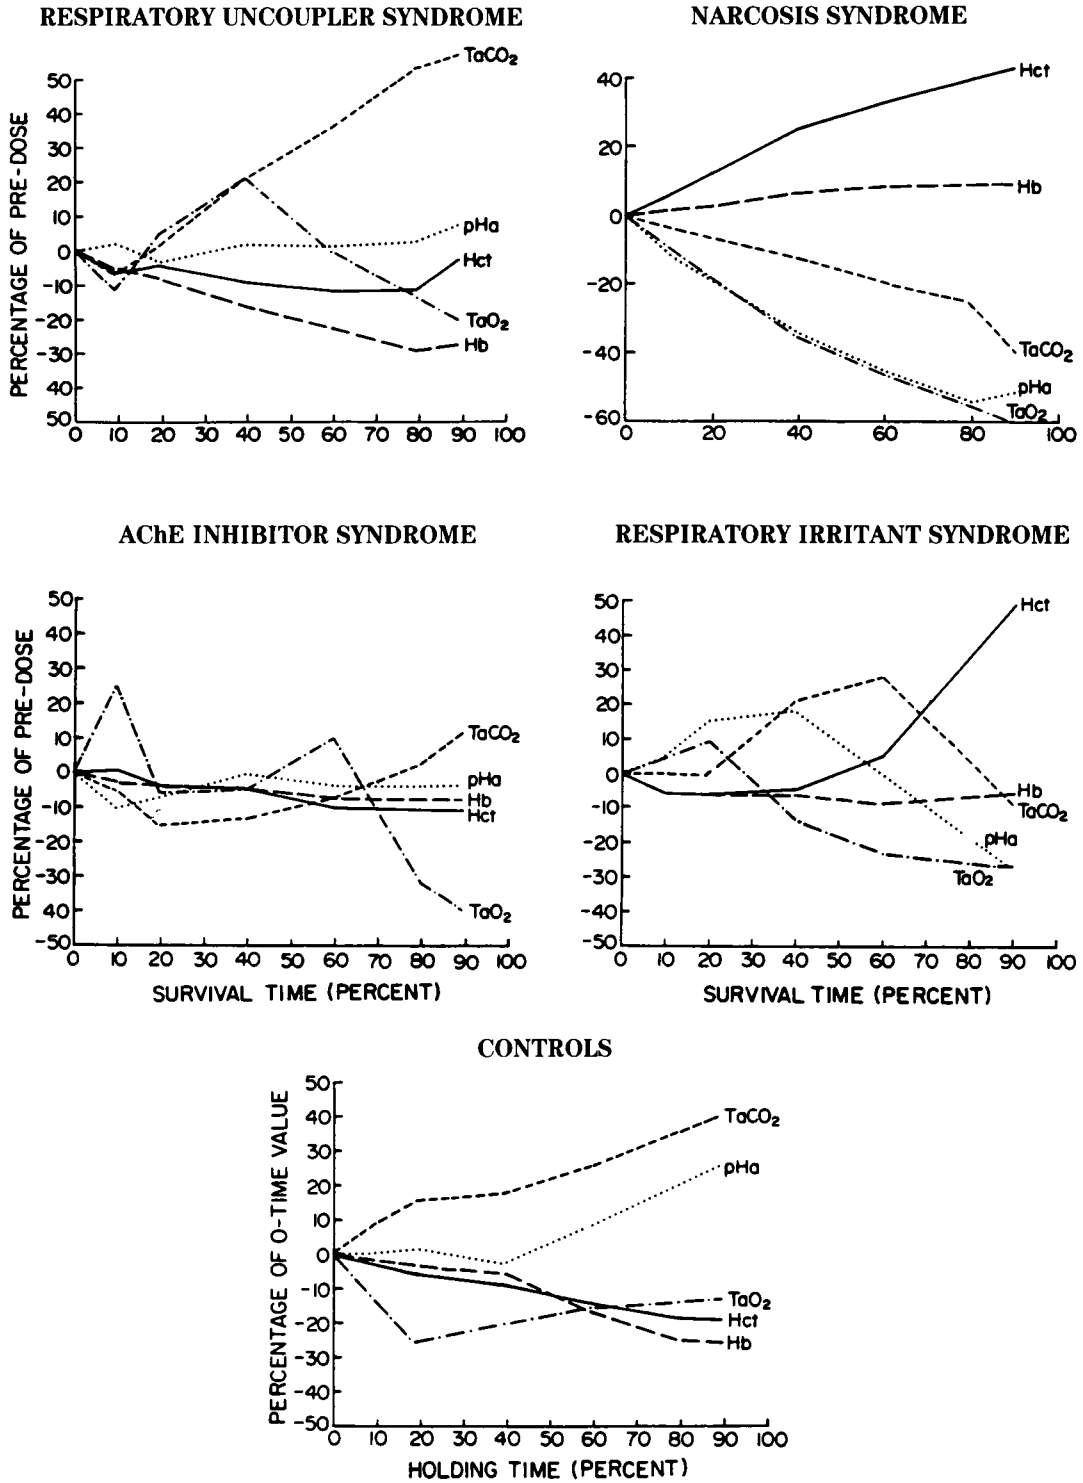 RESPIRATORY UNCOUPLER SYNDROME
PERCENTAGE OF PRE-DOSE
50
40
30
20
10
0
-10
-20
-30
40
50
0 10 20 30 40 50 60 70 80 90 100
TaCO2
pHa
Hct
TaO2
Hb
NARCOSIS SYNDROME
40
20
0
-20
-40
-60
0 20 40 60 80 100
Hct
Hb
TaCO2
pHa
TaO2
AChE INHIBITOR SYNDROME
PERCENTAGE OF PRE-DOSE
50
40
30
20
10
0
-10
-20
30
40
-50
0 10 20 30 40 50 60 70 80 90 100
SURVIVAL TIME (PERCENT)
TaCO2
pHa
Hb
Hct
TaO2
RESPIRATORY IRRITANT SYNDROME
50
40
30
20
10
0
-10
-20
-30
-40
-50
0 10 20 30 40 50 60 70 80 90 100
SURVIVAL TIME (PERCENT)
Hct
Hb
TaCO2
pHa
TaO2
CONTROLS
PERCENTAGE OF O-TIME VALUE
50
40
30
20
10
0
-10
-20
-30
-40
-50
0 10 20 30 40 50 60 70 80 90 100
HOLDING TIME (PERCENT)
TaCO2
pHa
TaO2
Hct
Hb